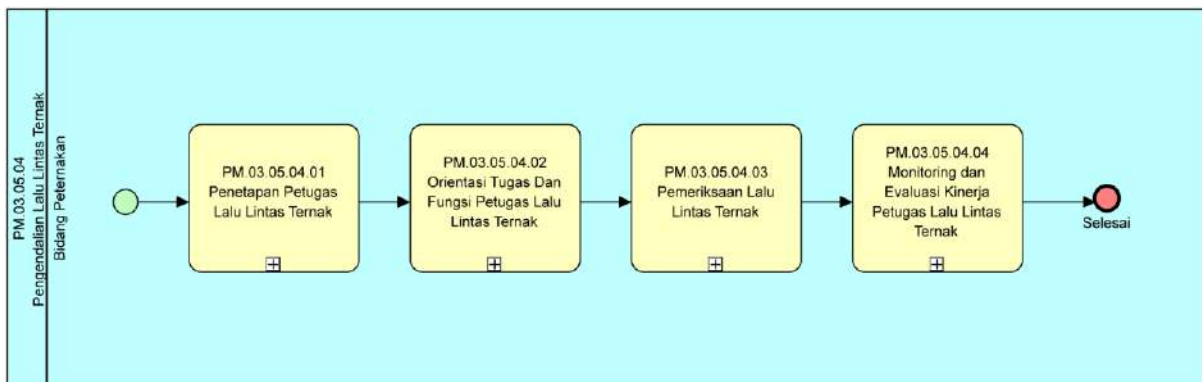 PM.03.05.04
Pengendalian Lalu Lintas Ternak
Bidang Peternakan
PM.03.05.04.01
Penetapan Petugas
Lalu Lintas Ternak
PM.03.05.04.02
Orientasi Tugas Dan
Fungsi Petugas Lalu
Lintas Ternak
PM.03.05.04.03
Pemeriksaan Lalu
Lintas Ternak
PM.03.05.04.04
Monitoring dan
Evaluasi Kinerja
Petugas Lalu Lintas
Ternak
Selesai